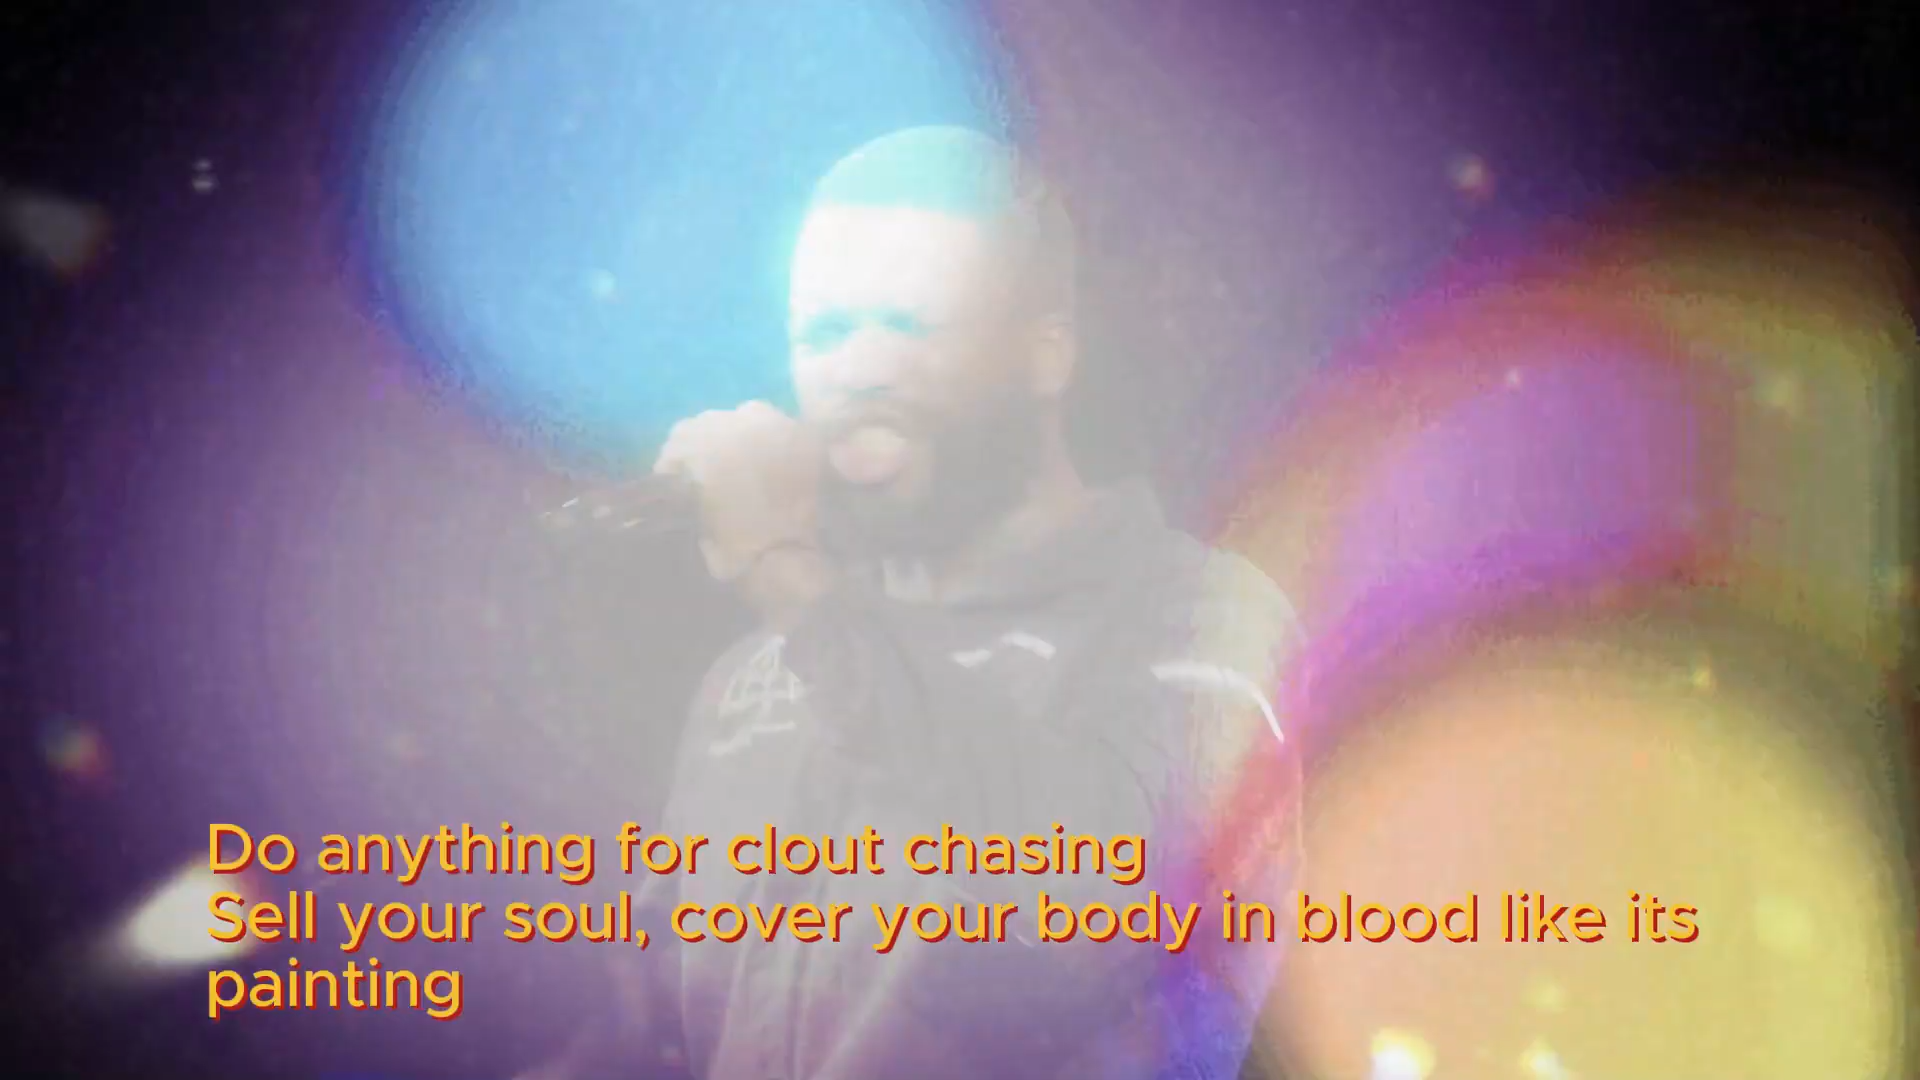 Do anything for clout chasing
Sell your soul, cover your body in blood like its
painting